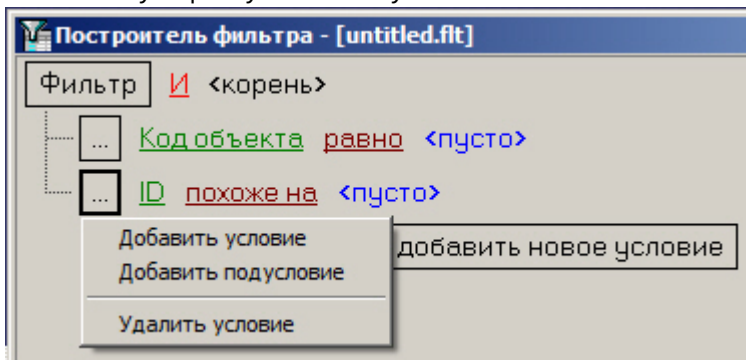 Построитель фильтра - [untitled.flt]
Фильтр И <корень>
... Код объекта равно <пусто>
... ID похоже на <пусто>
Добавить условие
добавить новое условие
Добавить подусловие
Удалить условие